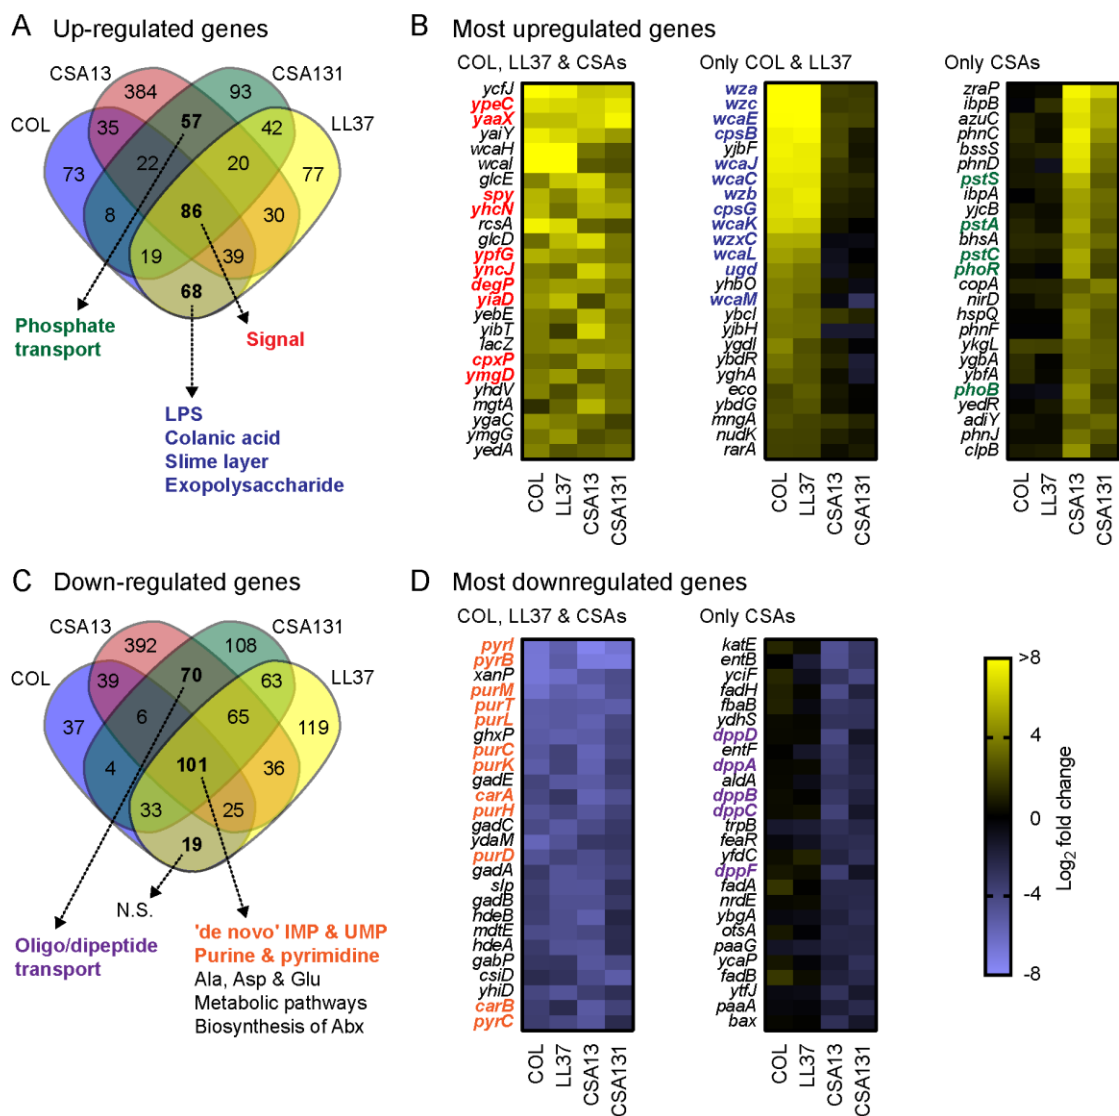 A Up-regulated genes
CSA13
CSA131
COL
LL37
384
93
35
57
42
73
22
20
77
8
86
30
19
39
68
Phosphate
transport
Signal
LPS
Colanic acid
Slime layer
Exopolysaccharide
B Most upregulated genes
COL, LL37 & CSAs
ycfJ
ypeC
yaaX
yaiY
wcaH
wcaI
glcE
spy
yhcN
rcsA
glcD
ypfG
yncJ
degP
yiaD
yebE
yibT
lacZ
cpxP
ymgD
yhdV
mgtA
ygaC
ymgG
yedA
COL
LL37
CSA13
CSA131
Only COL & LL37
wza
wzc
wcaE
cpsB
yjbF
wcaJ
wcaC
wzb
cpsG
wcaK
wzxC
wcaL
ugd
yhbO
wcaM
ybcI
yjbH
ygdI
ybdR
yghA
eco
ybdG
mngA
nudK
rarA
COL
LL37
CSA13
CSA131
Only CSAs
zraP
ibpB
azuC
phnC
bssS
phnD
pstS
ibpA
yjcB
pstA
bhsA
pstC
phoR
copA
nirD
hspQ
phnF
ykgL
ygbA
ybfA
phoB
yedR
adiY
phnJ
clpB
COL
LL37
CSA13
CSA131
C Down-regulated genes
CSA13
CSA131
COL
LL37
392
108
39
70
63
37
6
65
119
4
101
36
33
25
19
N.S.
Oligo/dipeptide
transport
'de novo' IMP & UMP
Purine & pyrimidine
Ala, Asp & Glu
Metabolic pathways
Biosynthesis of Abx
D Most downregulated genes
COL, LL37 & CSAs
pyrI
pyrB
xanP
purM
purT
purL
ghxP
purC
purK
gadE
carA
purH
gadC
ydaM
purD
gadA
slp
gadB
hdeB
mdtE
hdeA
gabP
csiD
yhiD
carB
pyrC
COL
LL37
CSA13
CSA131
Only CSAs
katE
entB
yciF
fadH
fbaB
ydhS
dppD
entF
dppA
aldA
dppB
dppC
trpB
feaR
yfdC
dppF
fadA
nrdE
ybgA
otsA
paaG
ycaP
fadB
ytfJ
paaA
bax
COL
LL37
CSA13
CSA131
>8
4
0
-4
-8
Log2 fold change